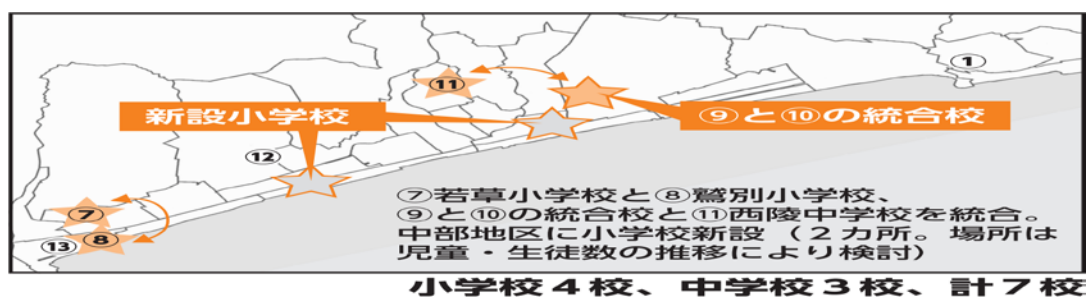 ①
⑪
新設小学校
⑨と⑩の統合校
⑫
⑦
⑧
⑬
⑦若草小学校と⑧鷲別小学校、
⑨と⑩の統合校と⑪西陵中学校を統合。
中部地区に小学校新設（２カ所。場所は
児童・生徒数の推移により検討）
小学校４校、中学校３校、計７校